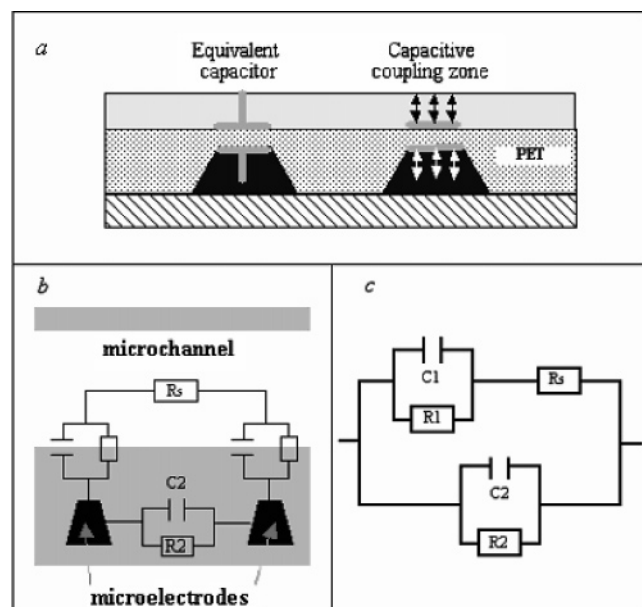 a
Equivalent
capacitor
Capacitive
coupling zone
PET
b
microchannel
Rs
C2
R2
microelectrodes
c
C1
R1
Rs
C2
R2